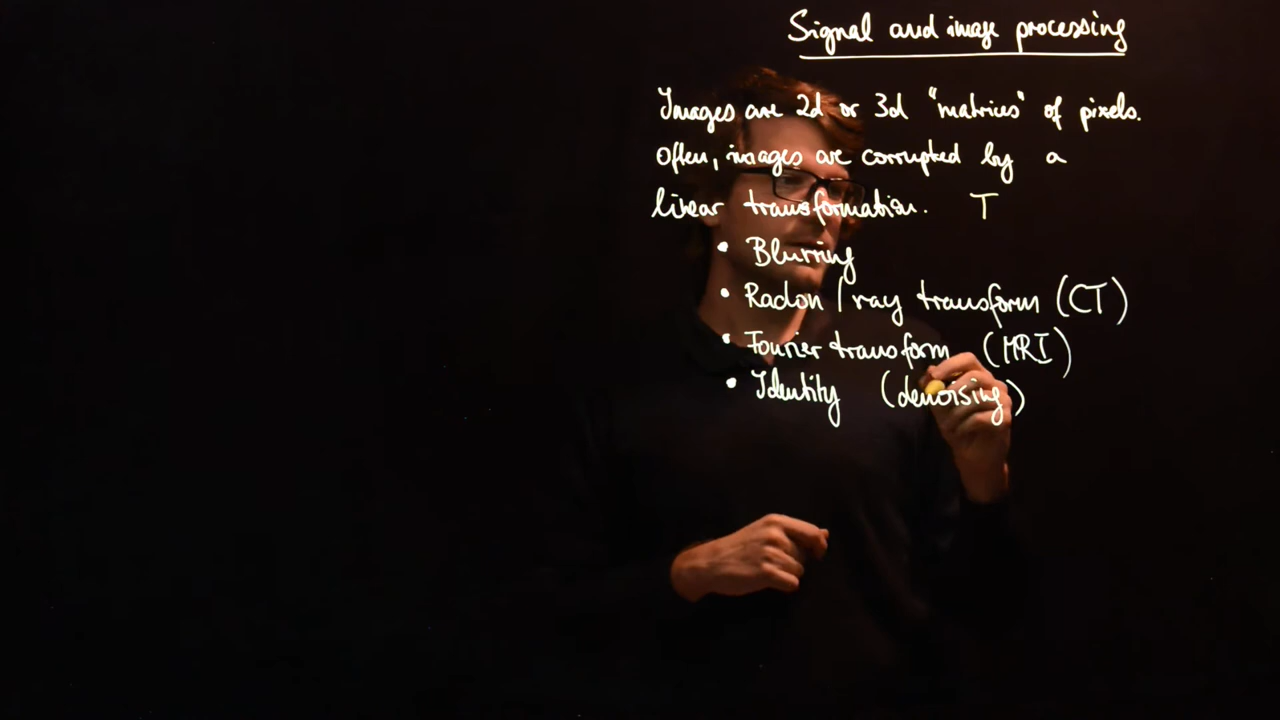 Signal and image processing
Images are 2d or 3d "matrices" of pixels.
Often, images are corrupted by a
linear transformation. T
• Blurring
• Radon / ray transform (CT)
• Fourier transform (MRI)
• Identity (denoising)